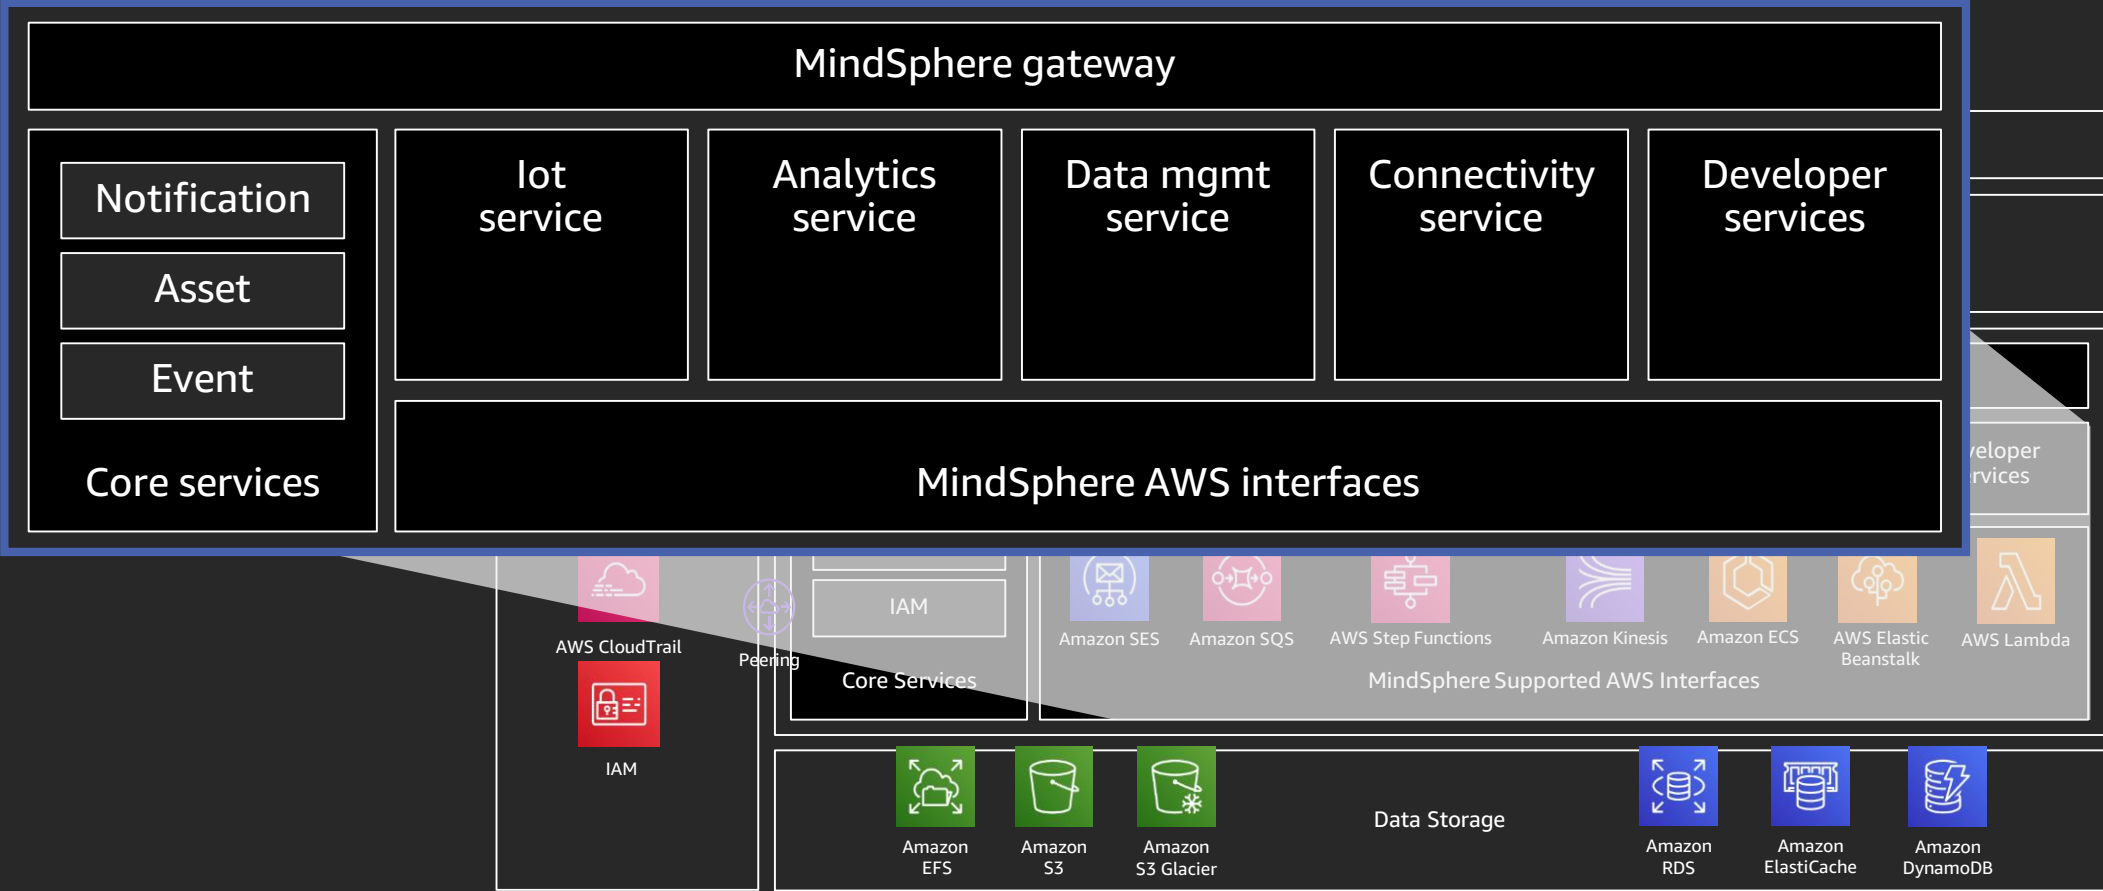 MindSphere gateway
Notification
Asset
Event
Core services
Iot
service
Analytics
service
Data mgmt
service
Connectivity
service
Developer
services
MindSphere AWS interfaces
AWS CloudTrail
IAM
Peering
IAM
Core Services
Amazon SES
Amazon SQS
AWS Step Functions
Amazon Kinesis
Amazon ECS
AWS Elastic
Beanstalk
AWS Lambda
MindSphere Supported AWS Interfaces
Amazon
EFS
Amazon
S3
Amazon
S3 Glacier
Data Storage
Amazon
RDS
Amazon
ElastiCache
Amazon
DynamoDB